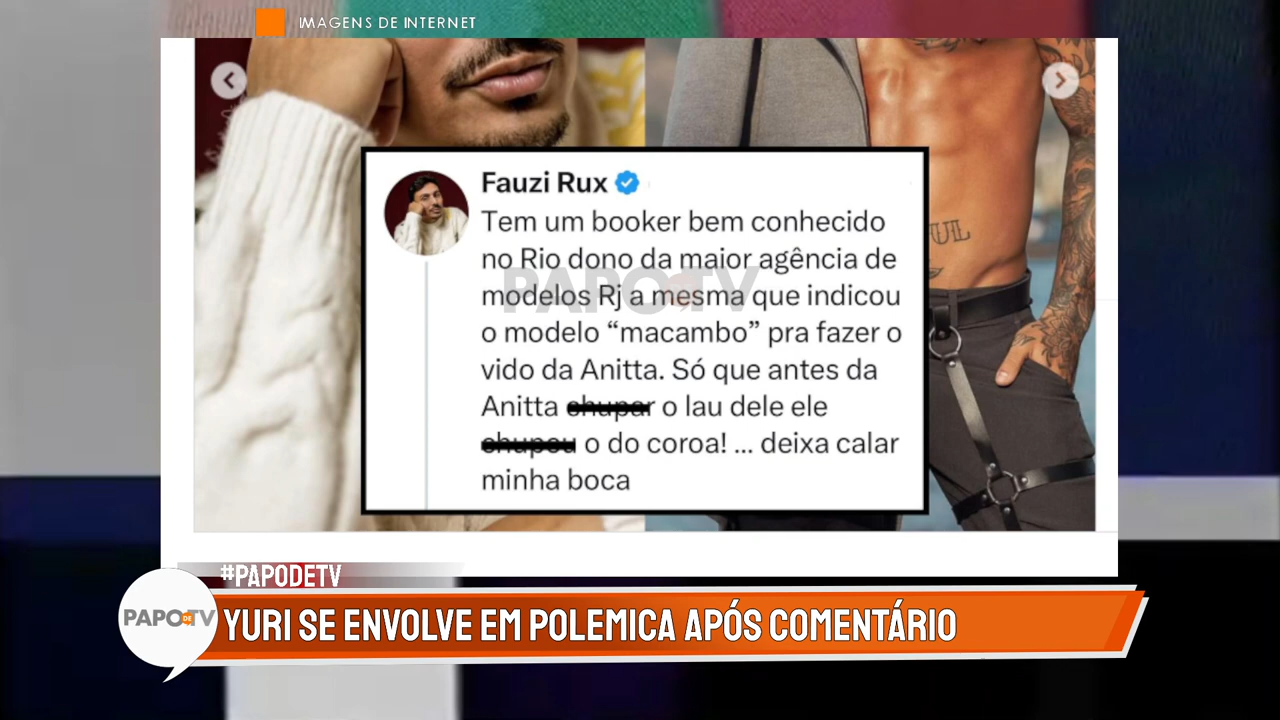 IMAGENS DE INTERNET
Fauzi Rux
Tem um booker bem conhecido
no Rio dono da maior agência de
modelos Rj a mesma que indicou
o modelo “macambo” pra fazer o
vido da Anitta. Só que antes da
Anitta chupar o lau dele ele
chupou o do coroa! ... deixa calar
minha boca
PAPO DE TV
UL
#PAPODETV
PAPO DE TV
YURI SE ENVOLVE EM POLEMICA APÓS COMENTÁRIO